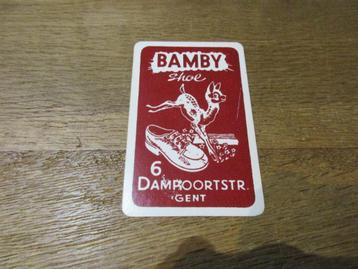 BAMBY
Shoe
6
DAMPOORTSTR.
GENT